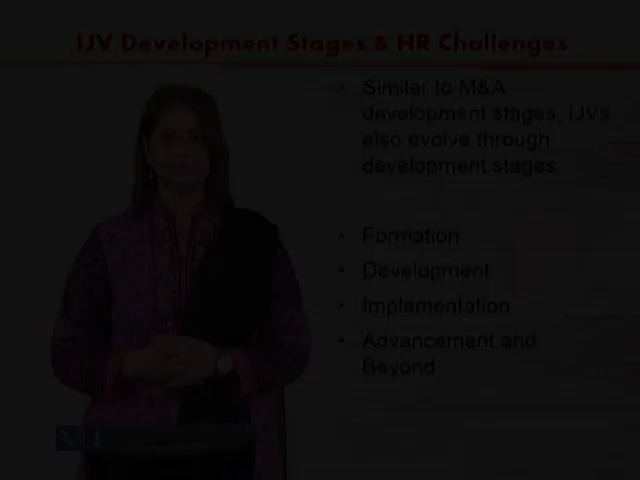 IJV Development Stages & HR Challenges
• Similar to M&A
development stages, IJVs
also evolve through
development stages
• Formation
• Development
• Implementation
• Advancement and
Beyond